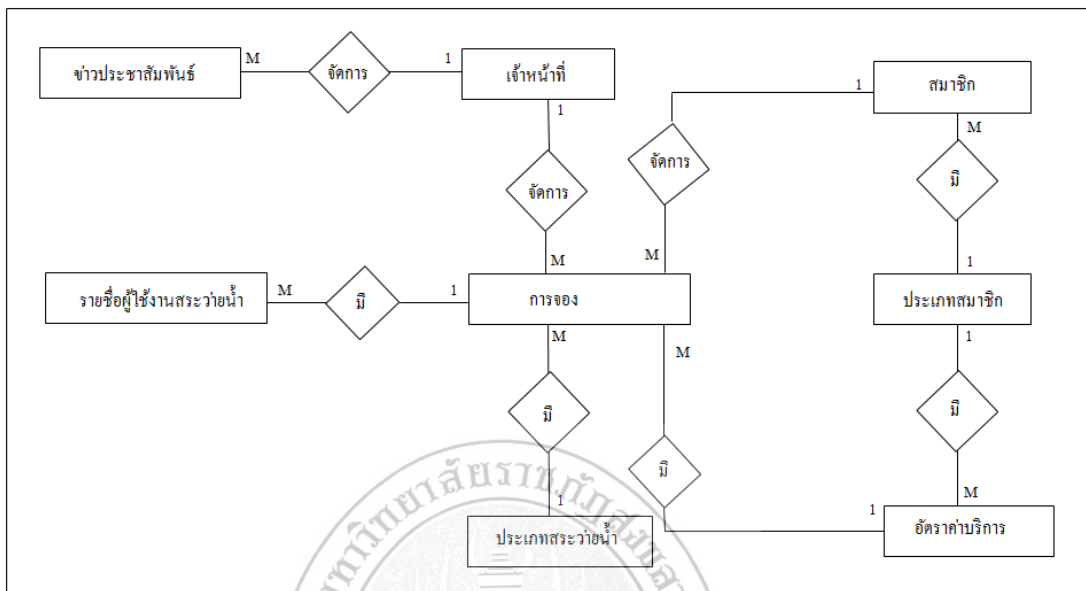 ข่าวประชาสัมพันธ์
M
จัดการ
1
เจ้าหน้าที่
1
จัดการ
M
สมาชิก
1
จัดการ
M
M
มี
1
ประเภทสมาชิก
1
มี
M
อัตราค่าบริการ
รายชื่อผู้ใช้งานสระว่ายน้ำ
M
มี
1
การจอง
M
มี
1
ประเภทสระว่ายน้ำ
M
มี
1